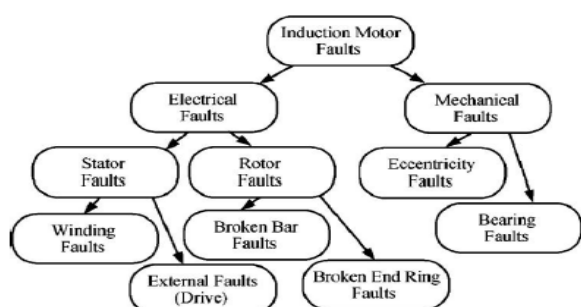 Induction Motor
Faults
Electrical
Faults
Mechanical
Faults
Stator
Faults
Rotor
Faults
Eccentricity
Faults
Winding
Faults
Broken Bar
Faults
Bearing
Faults
External Faults
(Drive)
Broken End Ring
Faults